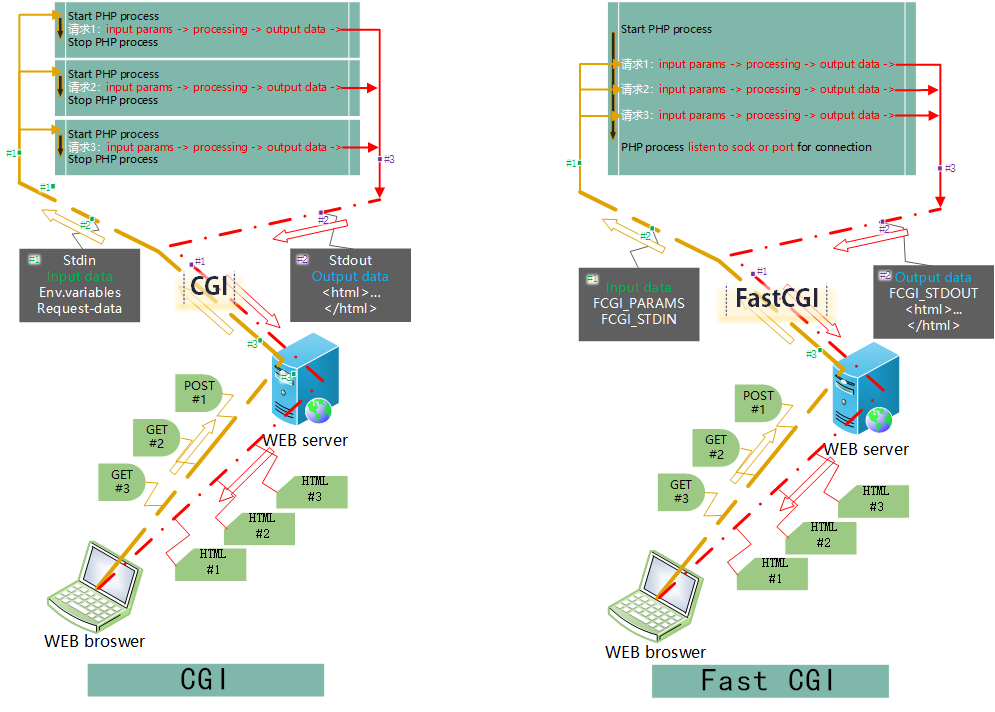 Start PHP process
请求1: input params -> processing -> output data ->
Stop PHP process
Start PHP process
请求2: input params -> processing -> output data ->
Stop PHP process
Start PHP process
请求3: input params -> processing -> output data ->
Stop PHP process
#1
#3
#1
#2
#2
#1 Stdin
Input data
Env.variables
Request-data
#2 Stdout
Output data
<html>...
</html>
#1
CGI
#3
#3
POST
#1
GET
#2
GET
#3
WEB server
HTML
#3
HTML
#2
HTML
#1
WEB broswer
CGI
Start PHP process
请求1: input params -> processing -> output data ->
请求2: input params -> processing -> output data ->
请求3: input params -> processing -> output data ->
PHP process listen to sock or port for connection
#1
#3
#2
#2
#1 Input data
FCGI_PARAMS
FCGI_STDIN
#2 Output data
FCGI_STDOUT
<html>...
</html>
#1
FastCGI
#3
POST
#1
GET
#2
GET
#3
WEB server
HTML
#3
HTML
#2
HTML
#1
WEB broswer
Fast CGI